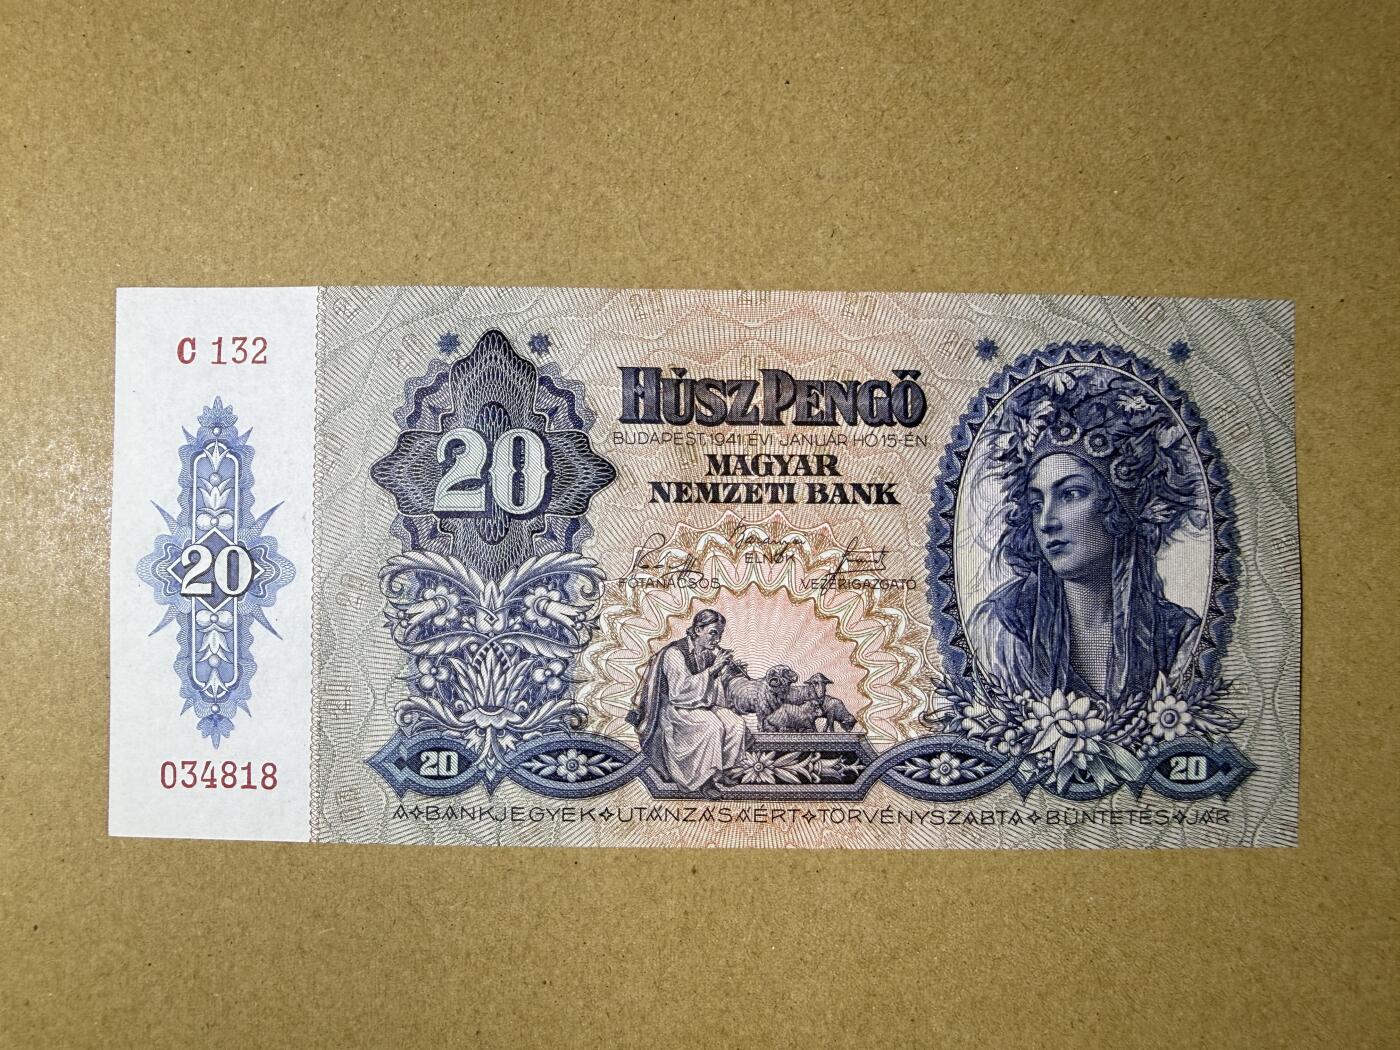 C 132
20
034818
20
HÚSZ PENGŐ
BUDAPEST, 1941 ÉVI JANUÁR HÓ 15-ÉN
MAGYAR
NEMZETI BANK
ELNÖK
FŐTANÁCSOS VEZÉRIGAZGATÓ
20 20
A BANKJEGYEK UTÁNZÁSÁÉRT TÖRVÉNYSZABTA BÜNTETÉS JÁR